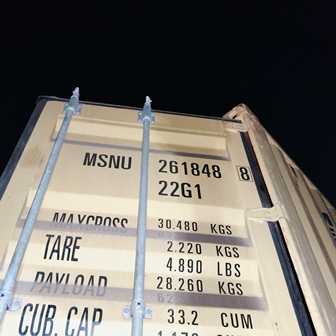 MSNU 261848 8
22G1
MAXGROSS 30.480 KGS
TARE 2.220 KGS
4.890 LBS
PAYLOAD 28.260 KGS
62
CUB. CAP 33.2 CUM